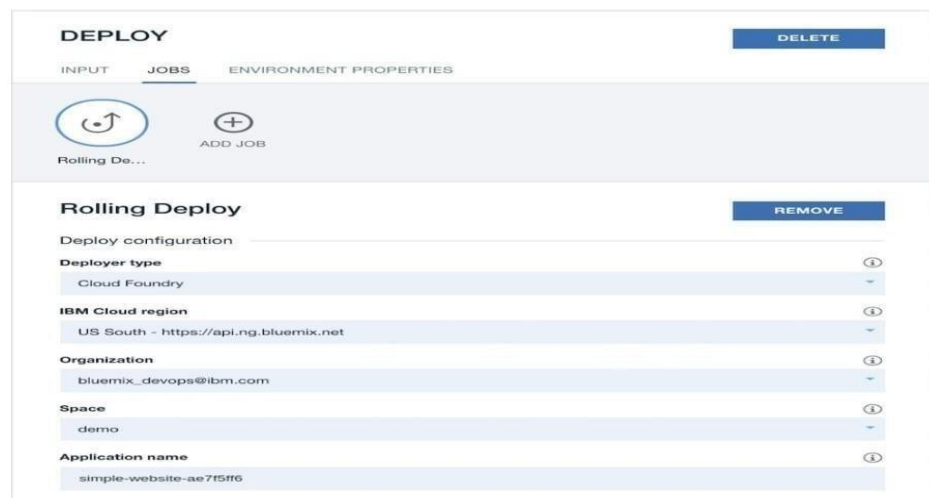 DEPLOY
DELETE
INPUT JOBS ENVIRONMENT PROPERTIES
ADD JOB
Rolling De...
Rolling Deploy
REMOVE
Deploy configuration
Deployer type
Cloud Foundry
IBM Cloud region
US South - https://api.ng.bluemix.net
Organization
bluemix_devops@ibm.com
Space
demo
Application name
simple-website-ae7f5ff6